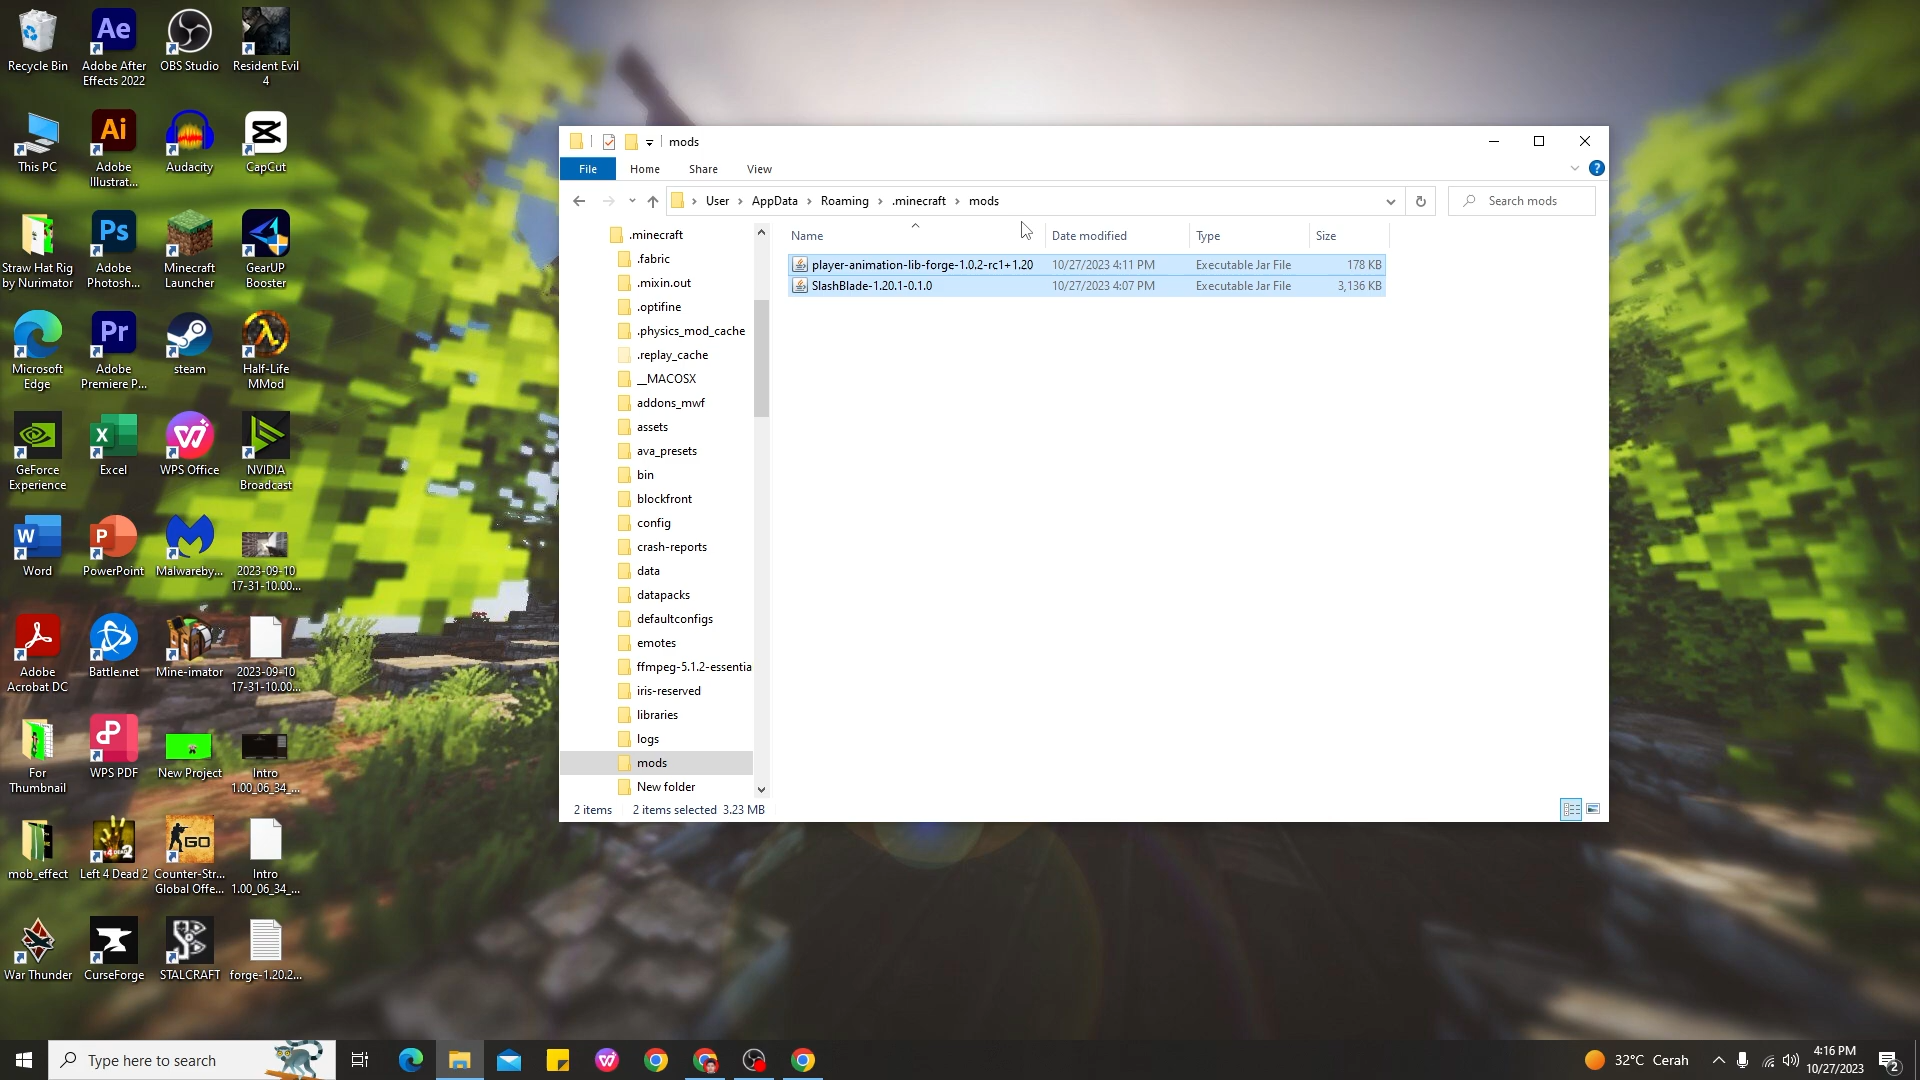 Recycle Bin
Adobe After
Effects 2022
OBS Studio
Resident Evil
4
This PC
Adobe
Illustrat...
Audacity
CapCut
Straw Hat Rig
by Nurimator
Adobe
Photosh...
Minecraft
Launcher
GearUP
Booster
Microsoft
Edge
Adobe
Premiere P...
steam
Half-Life
MMod
GeForce
Experience
Excel
WPS Office
NVIDIA
Broadcast
Word
PowerPoint
Malwareby...
2023-09-10
17-31-10.00...
Adobe
Acrobat DC
Battle.net
Mine-imator
2023-09-10
17-31-10.00...
For
Thumbnail
WPS PDF
New Project
Intro
1.00_06_34_...
mob_effect
Left 4 Dead 2
Counter-Str...
Global Offe...
Intro
1.00_06_34_...
War Thunder
CurseForge
STALCRAFT
forge-1.20.2...
mods
File
Home
Share
View
User
AppData
Roaming
.minecraft
mods
Search mods
.minecraft
.fabric
.mixin.out
.optifine
.physics_mod_cache
.replay_cache
__MACOSX
addons_mwf
assets
ava_presets
bin
blockfront
config
crash-reports
data
datapacks
defaultconfigs
emotes
ffmpeg-5.1.2-essentia
iris-reserved
libraries
logs
mods
New folder
Name
Date modified
Type
Size
player-animation-lib-forge-1.0.2-rc1+1.20
10/27/2023 4:11 PM
Executable Jar File
178 KB
SlashBlade-1.20.1-0.1.0
10/27/2023 4:07 PM
Executable Jar File
3,136 KB
2 items
2 items selected 3.23 MB
Type here to search
32°C Cerah
4:16 PM
10/27/2023
2